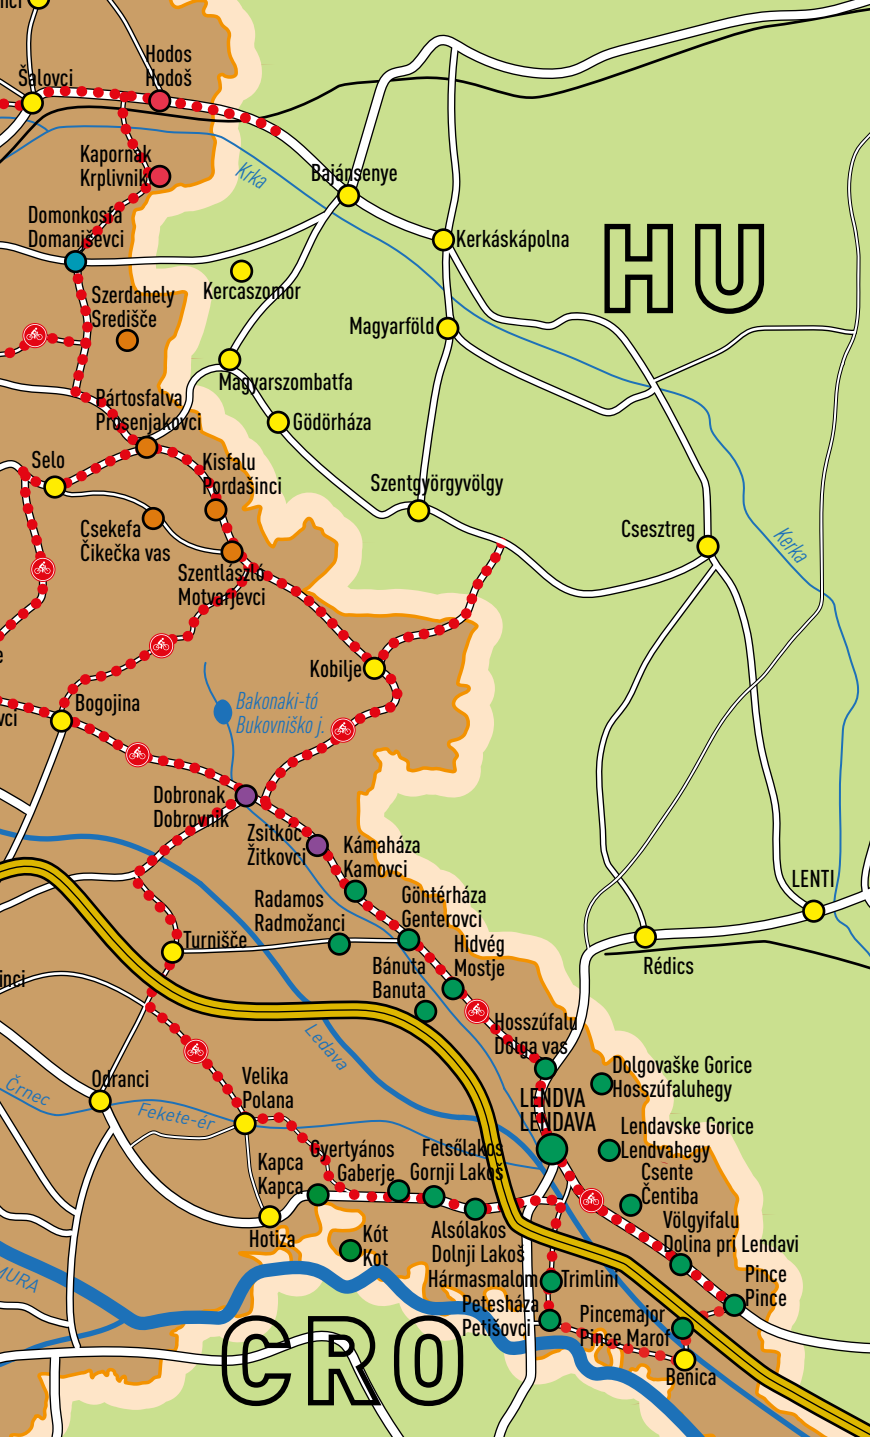 Hodos
Hodoš
Šalovci
Kapornak
Krplivnik
Krka
Bajánsenye
Domonkosfa
Domanjševci
Kerkáskápolna
HU
Kercaszomor
Szerdahely
Središče
Magyarföld
Magyarszombatfa
Pártosfalva
Prosenjakovci
Gödörháza
Selo
Kisfalu
Pordašinci
Szentgyörgyvölgy
Csekefa
Čikečka vas
Csesztreg
Kerka
Szentlászló
Motvarjevci
Kobilje
Bogojina
vci
Bakonaki-tó
Bukovniško j.
Dobronak
Dobrovnik
Zsitkóc
Žitkovci
Kámaháza
Kamovci
LENTI
Radamos
Radmožanci
Göntérháza
Genterovci
Turnišče
Hidvég
Mostje
Rédics
Bánuta
Banuta
inci
Hosszúfalu
Dolga vas
Ledava
Dolgovaške Gorice
Hosszúfaluhegy
Odranci
Velika
Polana
LENDVA
LENDAVA
Črnec
Fekete-ér
Lendavske Gorice
Lendvahegy
Gyertyános
Gaberje
Felsőlakos
Gornji Lakoš
Kapca
Kapca
Csente
Čentiba
Hotiza
Kót
Kot
Alsólakos
Dolnji Lakoš
Völgyifalu
Dolina pri Lendavi
MURA
Hármasmalom
Trimlini
Pince
Pince
Petesháza
Petišovci
Pincemajor
Pince Marof
CRO
Benica